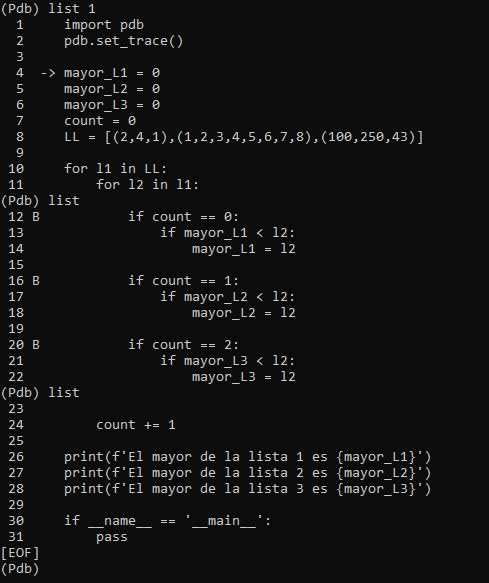 (Pdb) list 1
  1     import pdb
  2     pdb.set_trace()
  3
  4  -> mayor_L1 = 0
  5     mayor_L2 = 0
  6     mayor_L3 = 0
  7     count = 0
  8     LL = [(2,4,1),(1,2,3,4,5,6,7,8),(100,250,43)]
  9
 10     for l1 in LL:
 11         for l2 in l1:
(Pdb) list
 12 B           if count == 0:
 13                 if mayor_L1 < l2:
 14                     mayor_L1 = l2
 15
 16 B           if count == 1:
 17                 if mayor_L2 < l2:
 18                     mayor_L2 = l2
 19
 20 B           if count == 2:
 21                 if mayor_L3 < l2:
 22                     mayor_L3 = l2
(Pdb) list
 23
 24         count += 1
 25
 26     print(f'El mayor de la lista 1 es {mayor_L1}')
 27     print(f'El mayor de la lista 2 es {mayor_L2}')
 28     print(f'El mayor de la lista 3 es {mayor_L3}')
 29
 30     if __name__ == '__main__':
 31         pass
[EOF]
(Pdb)